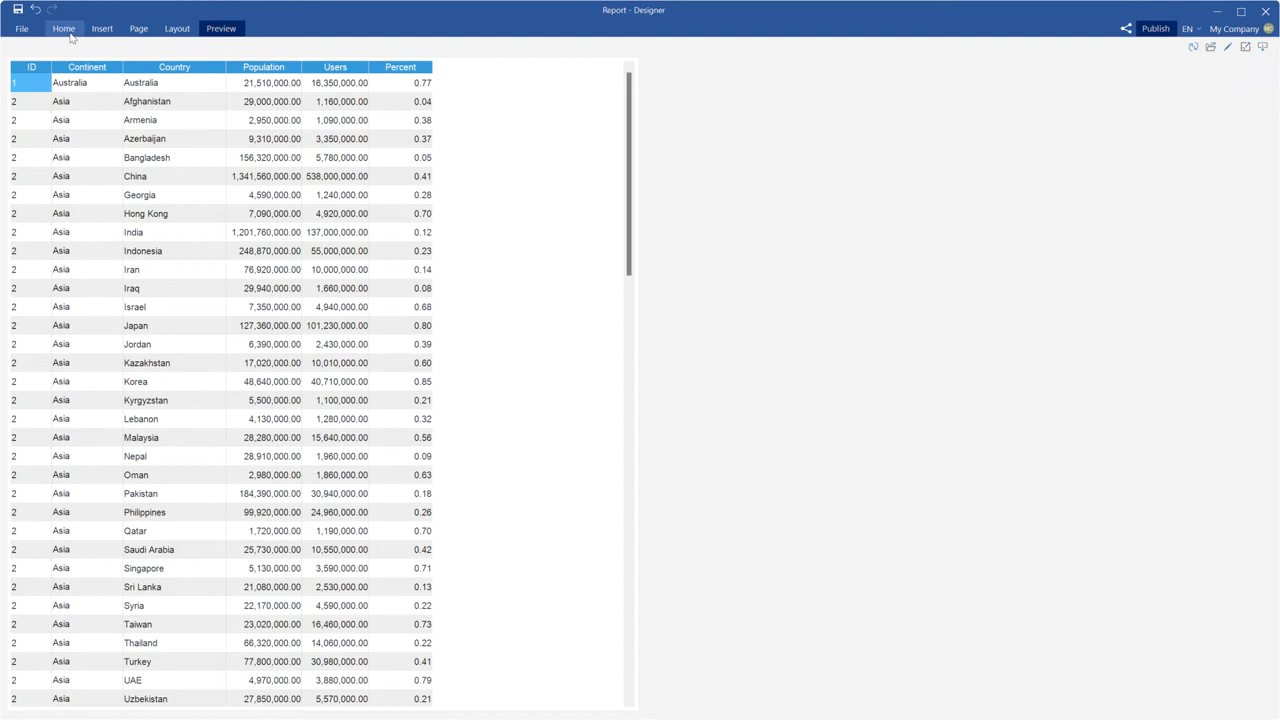 Report - Designer
File Home Insert Page Layout Preview Publish EN My Company
ID Continent Country Population Users Percent
1 Australia Australia 21,510,000.00 16,350,000.00 0.77
2 Asia Afghanistan 29,000,000.00 1,160,000.00 0.04
2 Asia Armenia 2,950,000.00 1,090,000.00 0.38
2 Asia Azerbaijan 9,310,000.00 3,350,000.00 0.37
2 Asia Bangladesh 156,320,000.00 5,780,000.00 0.05
2 Asia China 1,341,560,000.00 538,000,000.00 0.41
2 Asia Georgia 4,590,000.00 1,240,000.00 0.28
2 Asia Hong Kong 7,090,000.00 4,920,000.00 0.70
2 Asia India 1,201,760,000.00 137,000,000.00 0.12
2 Asia Indonesia 248,870,000.00 55,000,000.00 0.23
2 Asia Iran 76,920,000.00 10,000,000.00 0.14
2 Asia Iraq 29,940,000.00 1,660,000.00 0.08
2 Asia Israel 7,350,000.00 4,940,000.00 0.68
2 Asia Japan 127,360,000.00 101,230,000.00 0.80
2 Asia Jordan 6,390,000.00 2,430,000.00 0.39
2 Asia Kazakhstan 17,020,000.00 10,010,000.00 0.60
2 Asia Korea 48,640,000.00 40,710,000.00 0.85
2 Asia Kyrgyzstan 5,500,000.00 1,100,000.00 0.21
2 Asia Lebanon 4,130,000.00 1,280,000.00 0.32
2 Asia Malaysia 28,280,000.00 15,640,000.00 0.56
2 Asia Nepal 28,910,000.00 1,960,000.00 0.09
2 Asia Oman 2,980,000.00 1,860,000.00 0.63
2 Asia Pakistan 184,390,000.00 30,940,000.00 0.18
2 Asia Philippines 99,920,000.00 24,960,000.00 0.26
2 Asia Qatar 1,720,000.00 1,190,000.00 0.70
2 Asia Saudi Arabia 25,730,000.00 10,550,000.00 0.42
2 Asia Singapore 5,130,000.00 3,590,000.00 0.71
2 Asia Sri Lanka 21,080,000.00 2,530,000.00 0.13
2 Asia Syria 22,170,000.00 4,590,000.00 0.22
2 Asia Taiwan 23,020,000.00 16,460,000.00 0.73
2 Asia Thailand 66,320,000.00 14,060,000.00 0.22
2 Asia Turkey 77,800,000.00 30,980,000.00 0.41
2 Asia UAE 4,970,000.00 3,880,000.00 0.79
2 Asia Uzbekistan 27,850,000.00 5,570,000.00 0.21